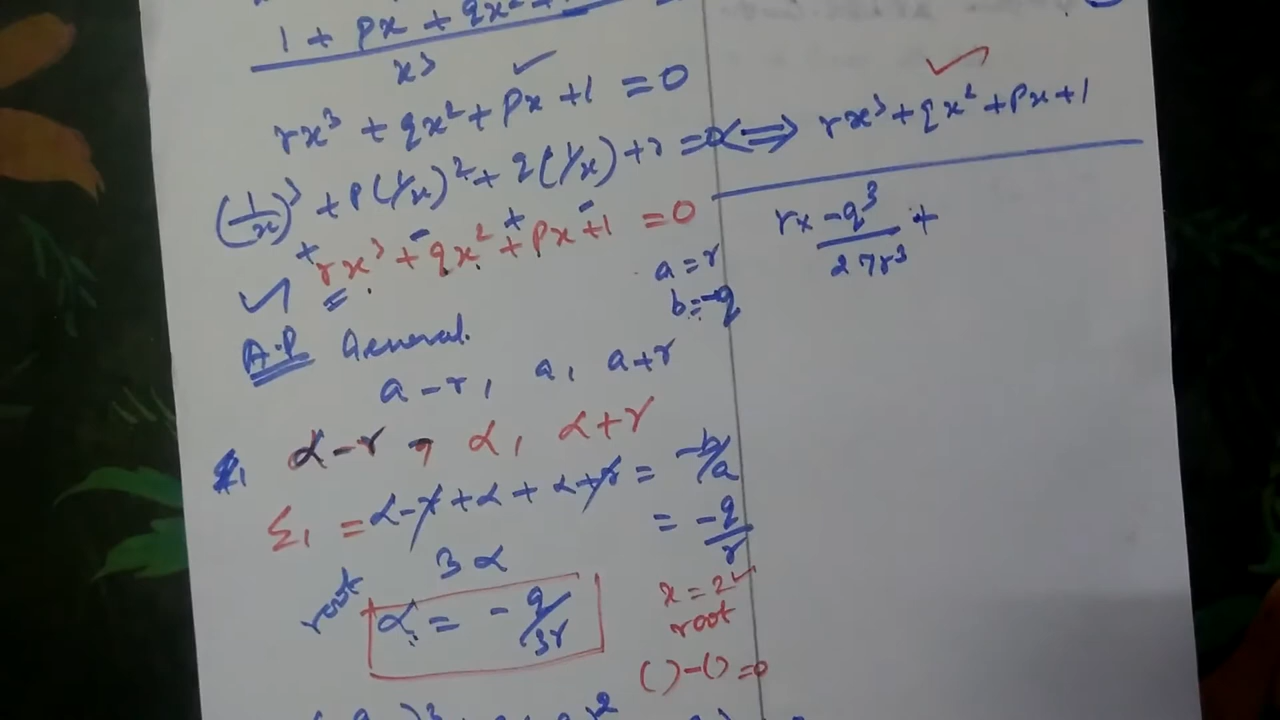 1 + px + qx²
x³
rx³ + qx² + px + 1 = 0
(1/x)³ + p(1/x)² + q(1/x) + r = 0 ⟺ rx³ + qx² + px + 1
rx³ + qx² + px + 1 = 0
a = r
b = -q
A.P General.
a - r, a, a + r
α - r, α, α + r
Σ₁ = α - r + α + α + r = -b/a
= -q/r
3α
root α = -q/3r
x = 2 ✓
root
( ) - ( ) = 0
r x -q³/27r³ +